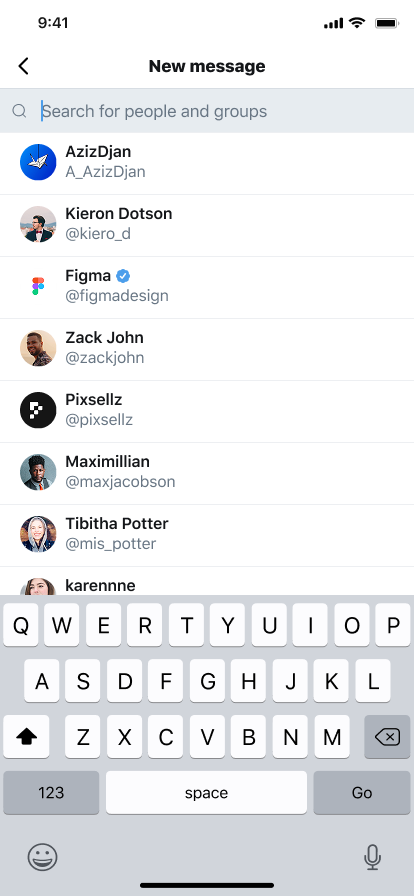 9:41
New message
Search for people and groups
AzizDjan
A_AzizDjan
Kieron Dotson
@kiero_d
Figma
@figmadesign
Zack John
@zackjohn
Pixsellz
@pixsellz
Maximillian
@maxjacobson
Tibitha Potter
@mis_potter
karennne
Q W E R T Y U I O P
A S D F G H J K L
Z X C V B N M
123 space Go